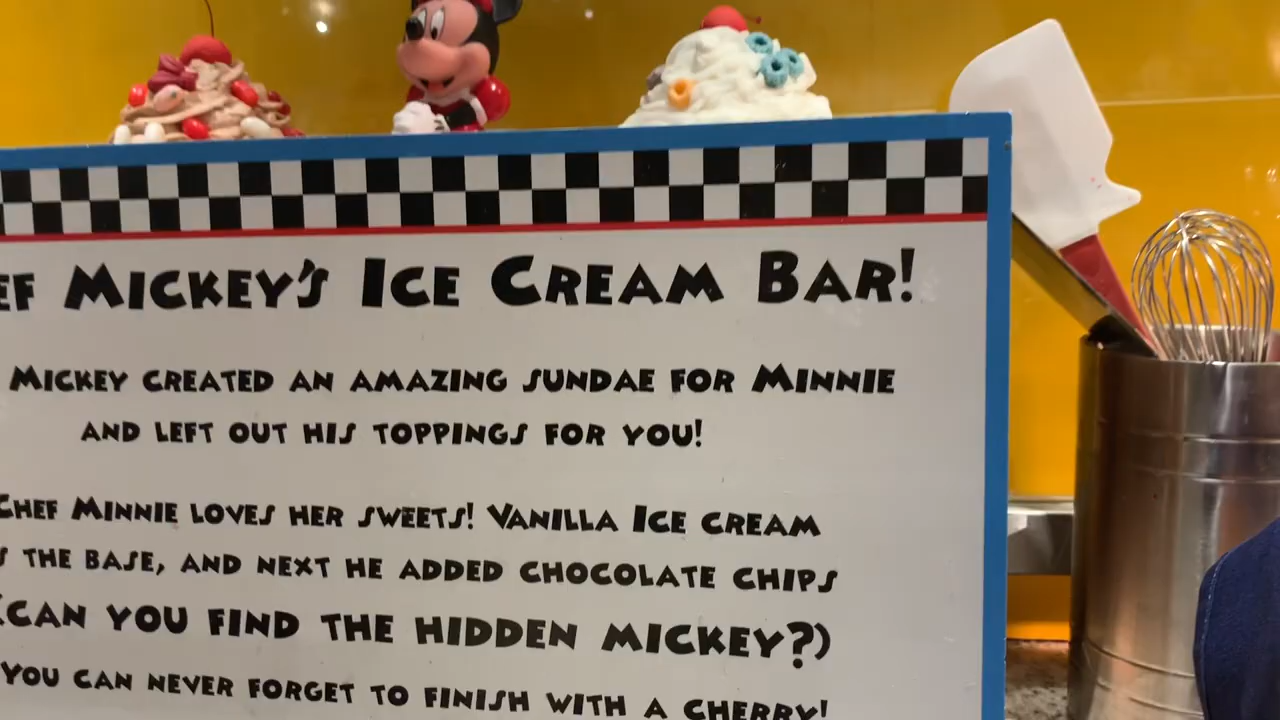 Mickey's Ice Cream Bar!
Mickey created an amazing sundae for Minnie
and left out his toppings for you!
Chef Minnie loves her sweets! Vanilla Ice cream
the base, and next he added chocolate chips
(can you find the hidden Mickey?)
You can never forget to finish with a cherry!